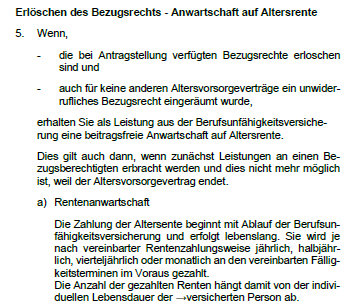 Erlöschen des Bezugsrechts - Anwartschaft auf Altersrente
5. Wenn,
- die bei Antragstellung verfügten Bezugsrechte erloschen
sind und
- auch für keinen anderen Altersvorsorgeverträge ein unwider-
rufliches Bezugsrecht eingeräumt wurde,
erhalten Sie als Leistung aus der Berufsunfähigkeitsversiche-
rung eine beitragsfreie Anwartschaft auf Altersrente.
Dies gilt auch dann, wenn zunächst Leistungen an einen Be-
zugsberechtigten erbracht werden und dies nicht mehr möglich
ist, weil der Altersvorsorgevertrag endet.
a) Rentenanwartschaft
Die Zahlung der Altersente beginnt mit Ablauf der Berufsun-
fähigkeitsversicherung und erfolgt lebenslang. Sie wird je
nach vereinbarter Rentenzahlungsweise jährlich, halbjähr-
lich, vierteljährlich oder monatlich an den vereinbarten Fällig-
keitsterminen im Voraus gezahlt.
Die Anzahl der gezahlten Renten hängt damit von der indivi-
duellen Lebensdauer der →versicherten Person ab.